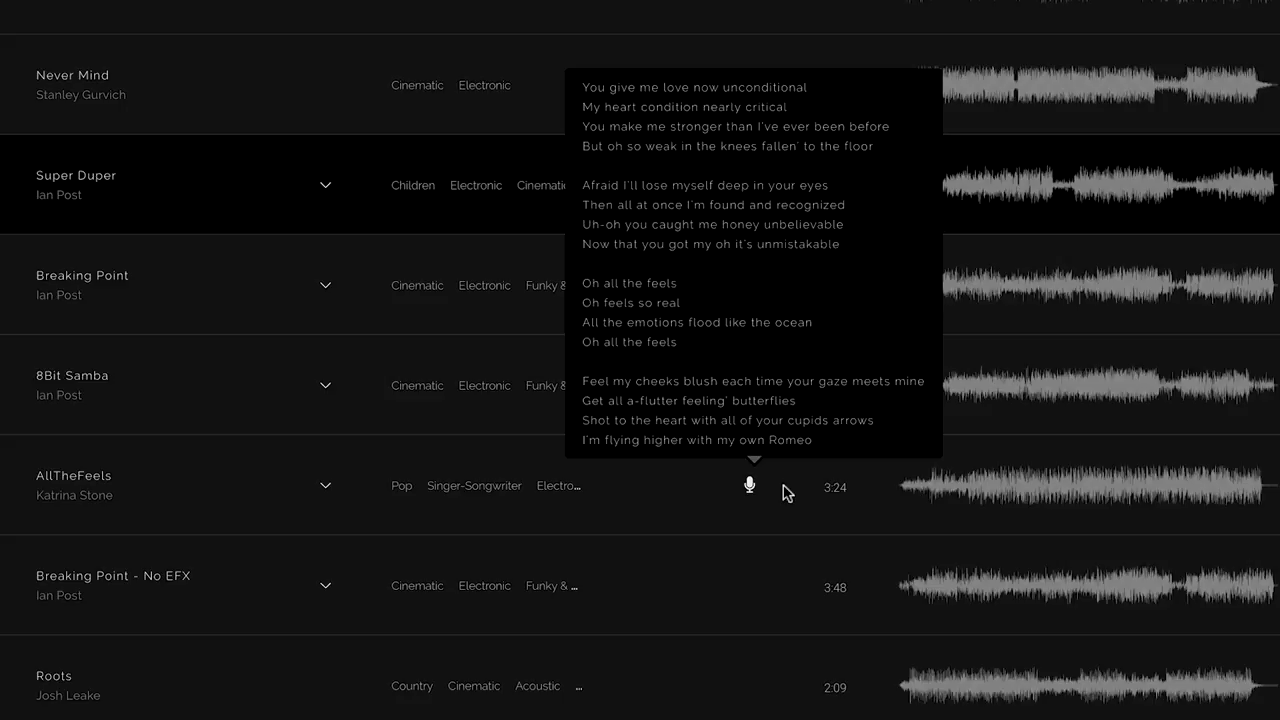 Never Mind
Stanley Gurvich
Cinematic Electronic
Super Duper
Ian Post
Children Electronic Cinematic
Breaking Point
Ian Post
Cinematic Electronic Funky &
8Bit Samba
Ian Post
Cinematic Electronic Funky &
You give me love now unconditional
My heart condition nearly critical
You make me stronger than I've ever been before
But oh so weak in the knees fallen' to the floor
Afraid I'll lose myself deep in your eyes
Then all at once I'm found and recognized
Uh-oh you caught me honey unbelievable
Now that you got my oh it's unmistakable
Oh all the feels
Oh feels so real
All the emotions flood like the ocean
Oh all the feels
Feel my cheeks blush each time your gaze meets mine
Get all a-flutter feeling' butterflies
Shot to the heart with all of your cupids arrows
I'm flying higher with my own Romeo
AllTheFeels
Katrina Stone
Pop Singer-Songwriter Electro...
3:24
Breaking Point - No EFX
Ian Post
Cinematic Electronic Funky & ...
3:48
Roots
Josh Leake
Country Cinematic Acoustic ...
2:09